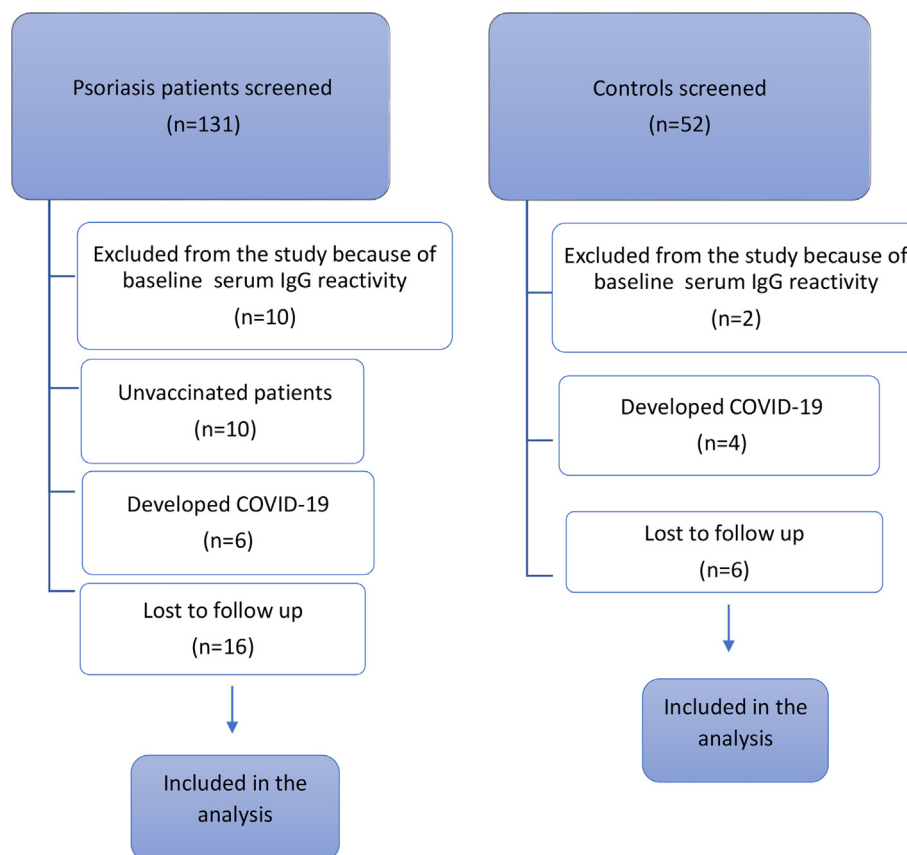 Psoriasis patients screened
(n=131)
Excluded from the study because of
baseline serum IgG reactivity
(n=10)
Unvaccinated patients
(n=10)
Developed COVID-19
(n=6)
Lost to follow up
(n=16)
Included in the
analysis
Controls screened
(n=52)
Excluded from the study because of
baseline serum IgG reactivity
(n=2)
Developed COVID-19
(n=4)
Lost to follow up
(n=6)
Included in the
analysis